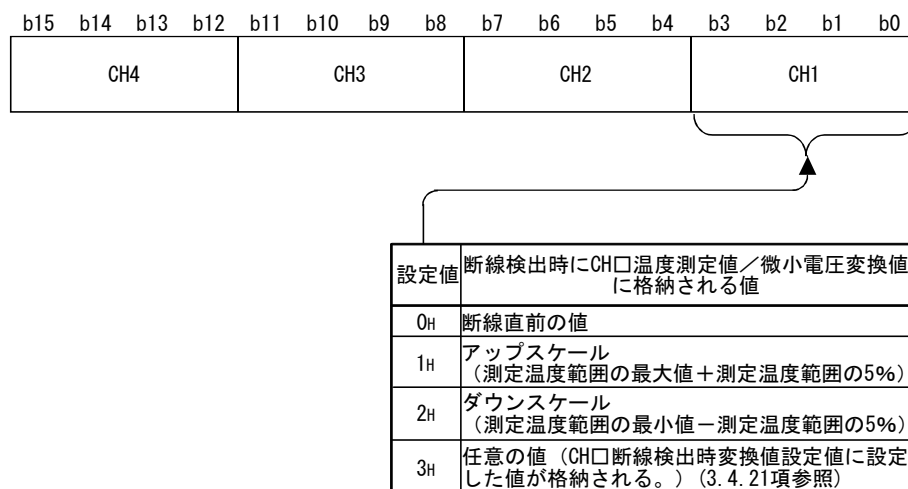 b15 b14 b13 b12 b11 b10 b9 b8 b7 b6 b5 b4 b3 b2 b1 b0
CH4 CH3 CH2 CH1
設定値 断線検出時にCH□温度測定値／微小電圧変換値
に格納される値
0H 断線直前の値
1H アップスケール
（測定温度範囲の最大値＋測定温度範囲の5%）
2H ダウンスケール
（測定温度範囲の最小値－測定温度範囲の5%）
3H 任意の値（CH□断線検出時変換値設定値に設定
した値が格納される。）(3.4.21項参照)